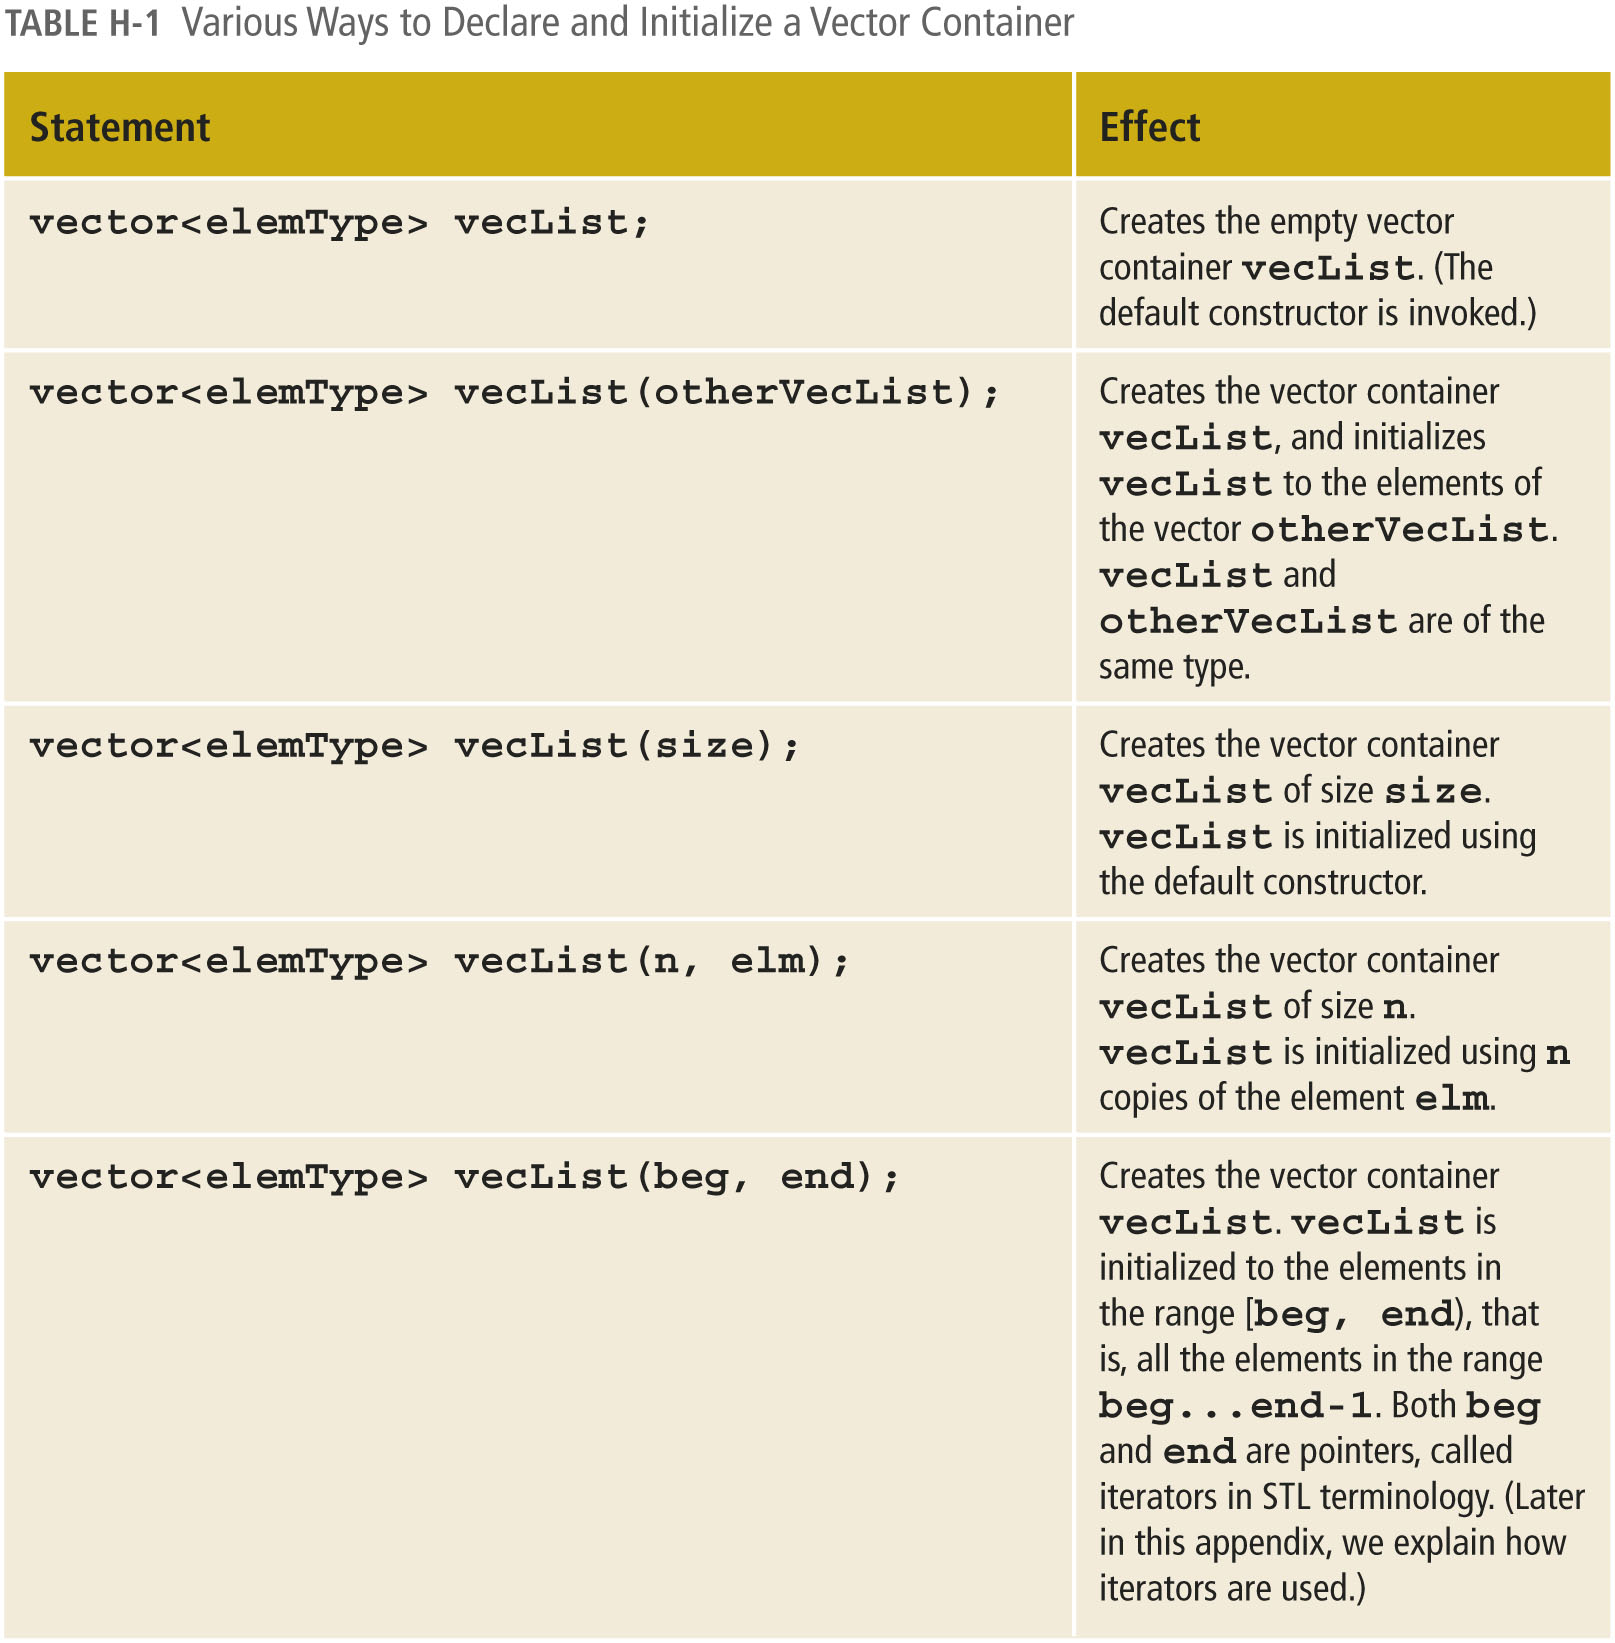 TABLE H-1 Various Ways to Declare and Initialize a Vector Container
Statement
Effect
vector<elemType> vecList;
Creates the empty vector
container vecList. (The
default constructor is invoked.)
vector<elemType> vecList(otherVecList);
Creates the vector container
vecList, and initializes
vecList to the elements of
the vector otherVecList.
vecList and
otherVecList are of the
same type.
vector<elemType> vecList(size);
Creates the vector container
vecList of size size.
vecList is initialized using
the default constructor.
vector<elemType> vecList(n, elm);
Creates the vector container
vecList of size n.
vecList is initialized using n
copies of the element elm.
vector<elemType> vecList(beg, end);
Creates the vector container
vecList. vecList is
initialized to the elements in
the range [beg, end), that
is, all the elements in the range
beg...end-1. Both beg
and end are pointers, called
iterators in STL terminology. (Later
in this appendix, we explain how
iterators are used.)